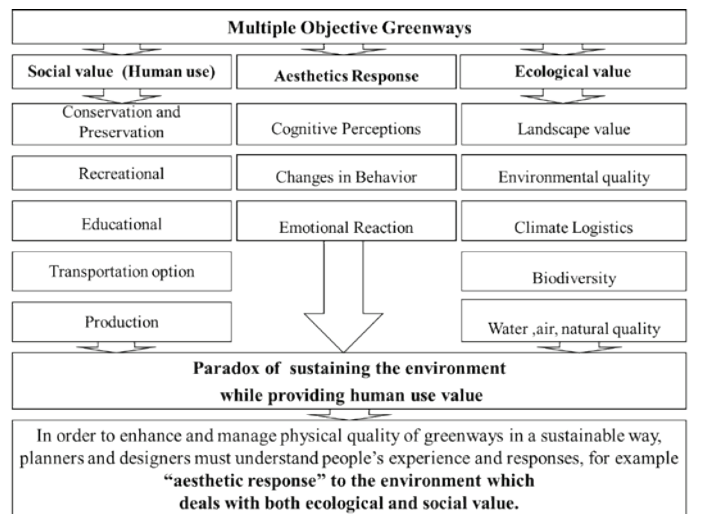 Multiple Objective Greenways
Social value (Human use)
Aesthetics Response
Ecological value
Conservation and
Preservation
Cognitive Perceptions
Landscape value
Recreational
Changes in Behavior
Environmental quality
Educational
Emotional Reaction
Climate Logistics
Transportation option
Biodiversity
Production
Water ,air, natural quality
Paradox of sustaining the environment
while providing human use value
In order to enhance and manage physical quality of greenways in a sustainable way,
planners and designers must understand people’s experience and responses, for example
“aesthetic response” to the environment which
deals with both ecological and social value.